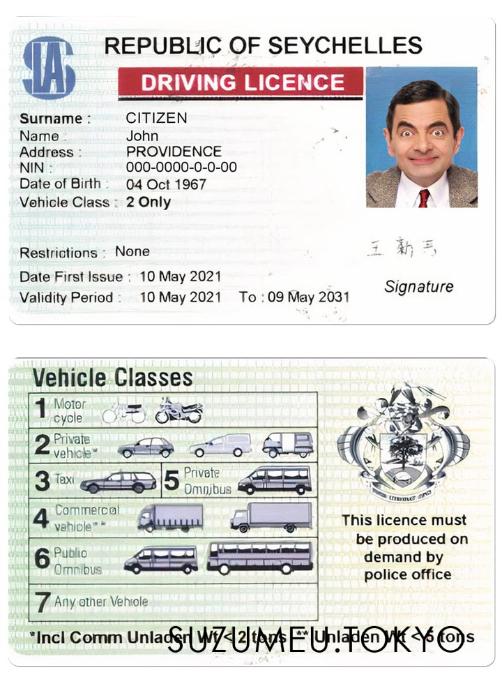 SLA
REPUBLIC OF SEYCHELLES
DRIVING LICENCE
Surname : CITIZEN
Name : John
Address : PROVIDENCE
NIN : 000-0000-0-0-00
Date of Birth : 04 Oct 1967
Vehicle Class : 2 Only
Restrictions : None
Date First Issue : 10 May 2021
Validity Period : 10 May 2021 To : 09 May 2031
Signature
Vehicle Classes
1 Motor cycle
2 Private vehicle*
3 Taxi 5 Private Omnibus
4 Commercial vehicle**
6 Public Omnibus
7 Any other Vehicle
This licence must
be produced on
demand by
police office
*Incl Comm Unladen Wt < 2 tons ** Unladen Wt < 5 tons
SUZUMEU.TOKYO